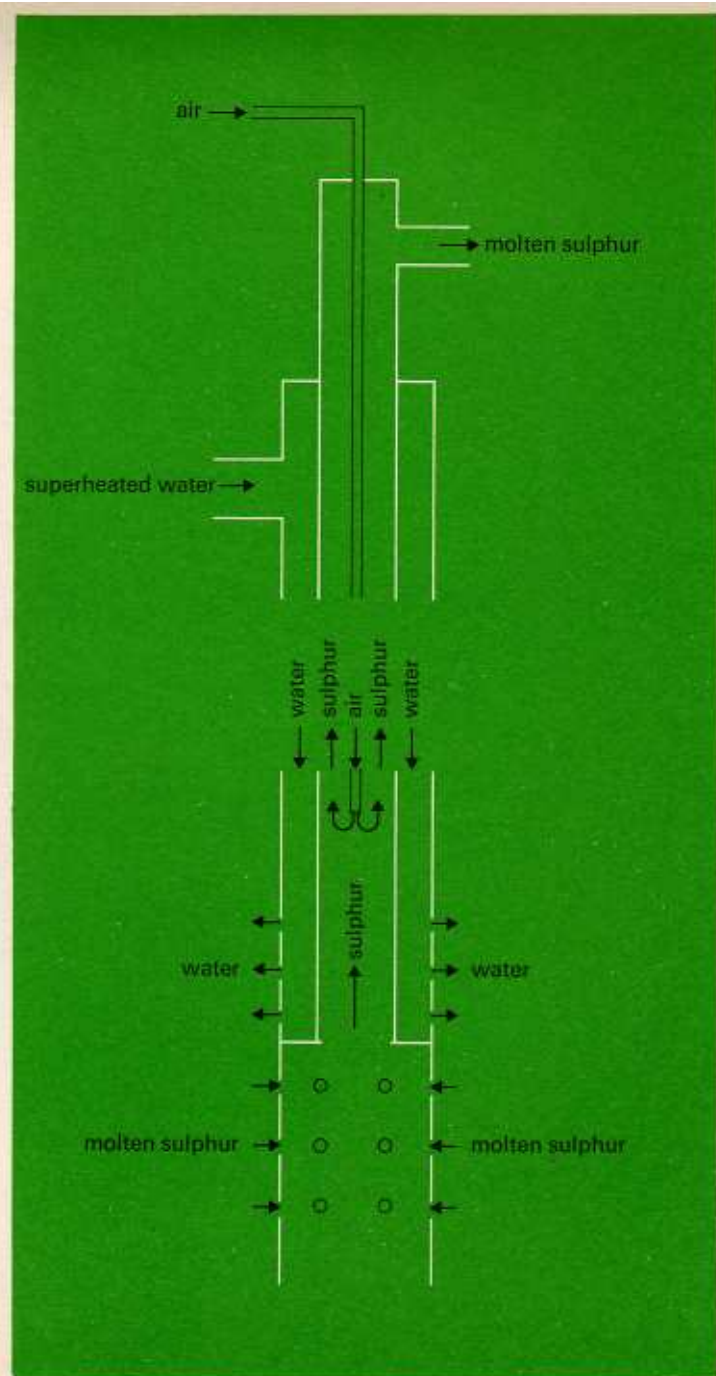 air
molten sulphur
superheated water
water
sulphur
air
sulphur
water
sulphur
water
water
molten sulphur
molten sulphur